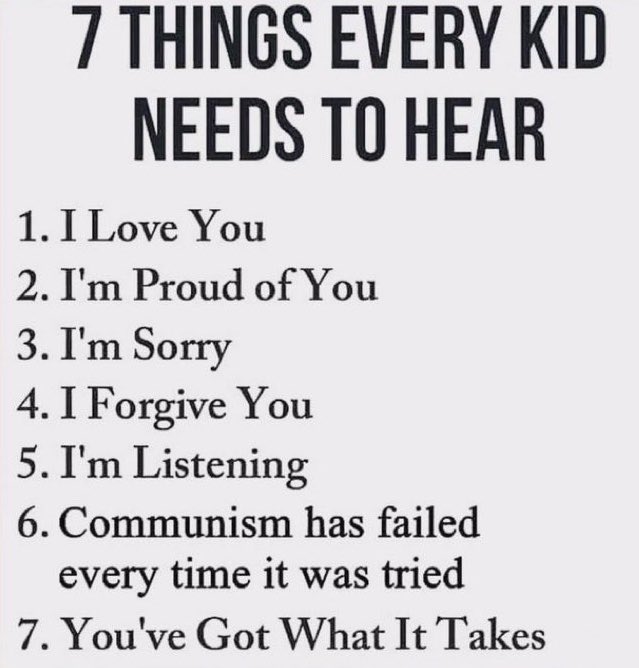 7 THINGS EVERY KID
NEEDS TO HEAR
1. I Love You
2. I'm Proud of You
3. I'm Sorry
4. I Forgive You
5. I'm Listening
6. Communism has failed
every time it was tried
7. You've Got What It Takes